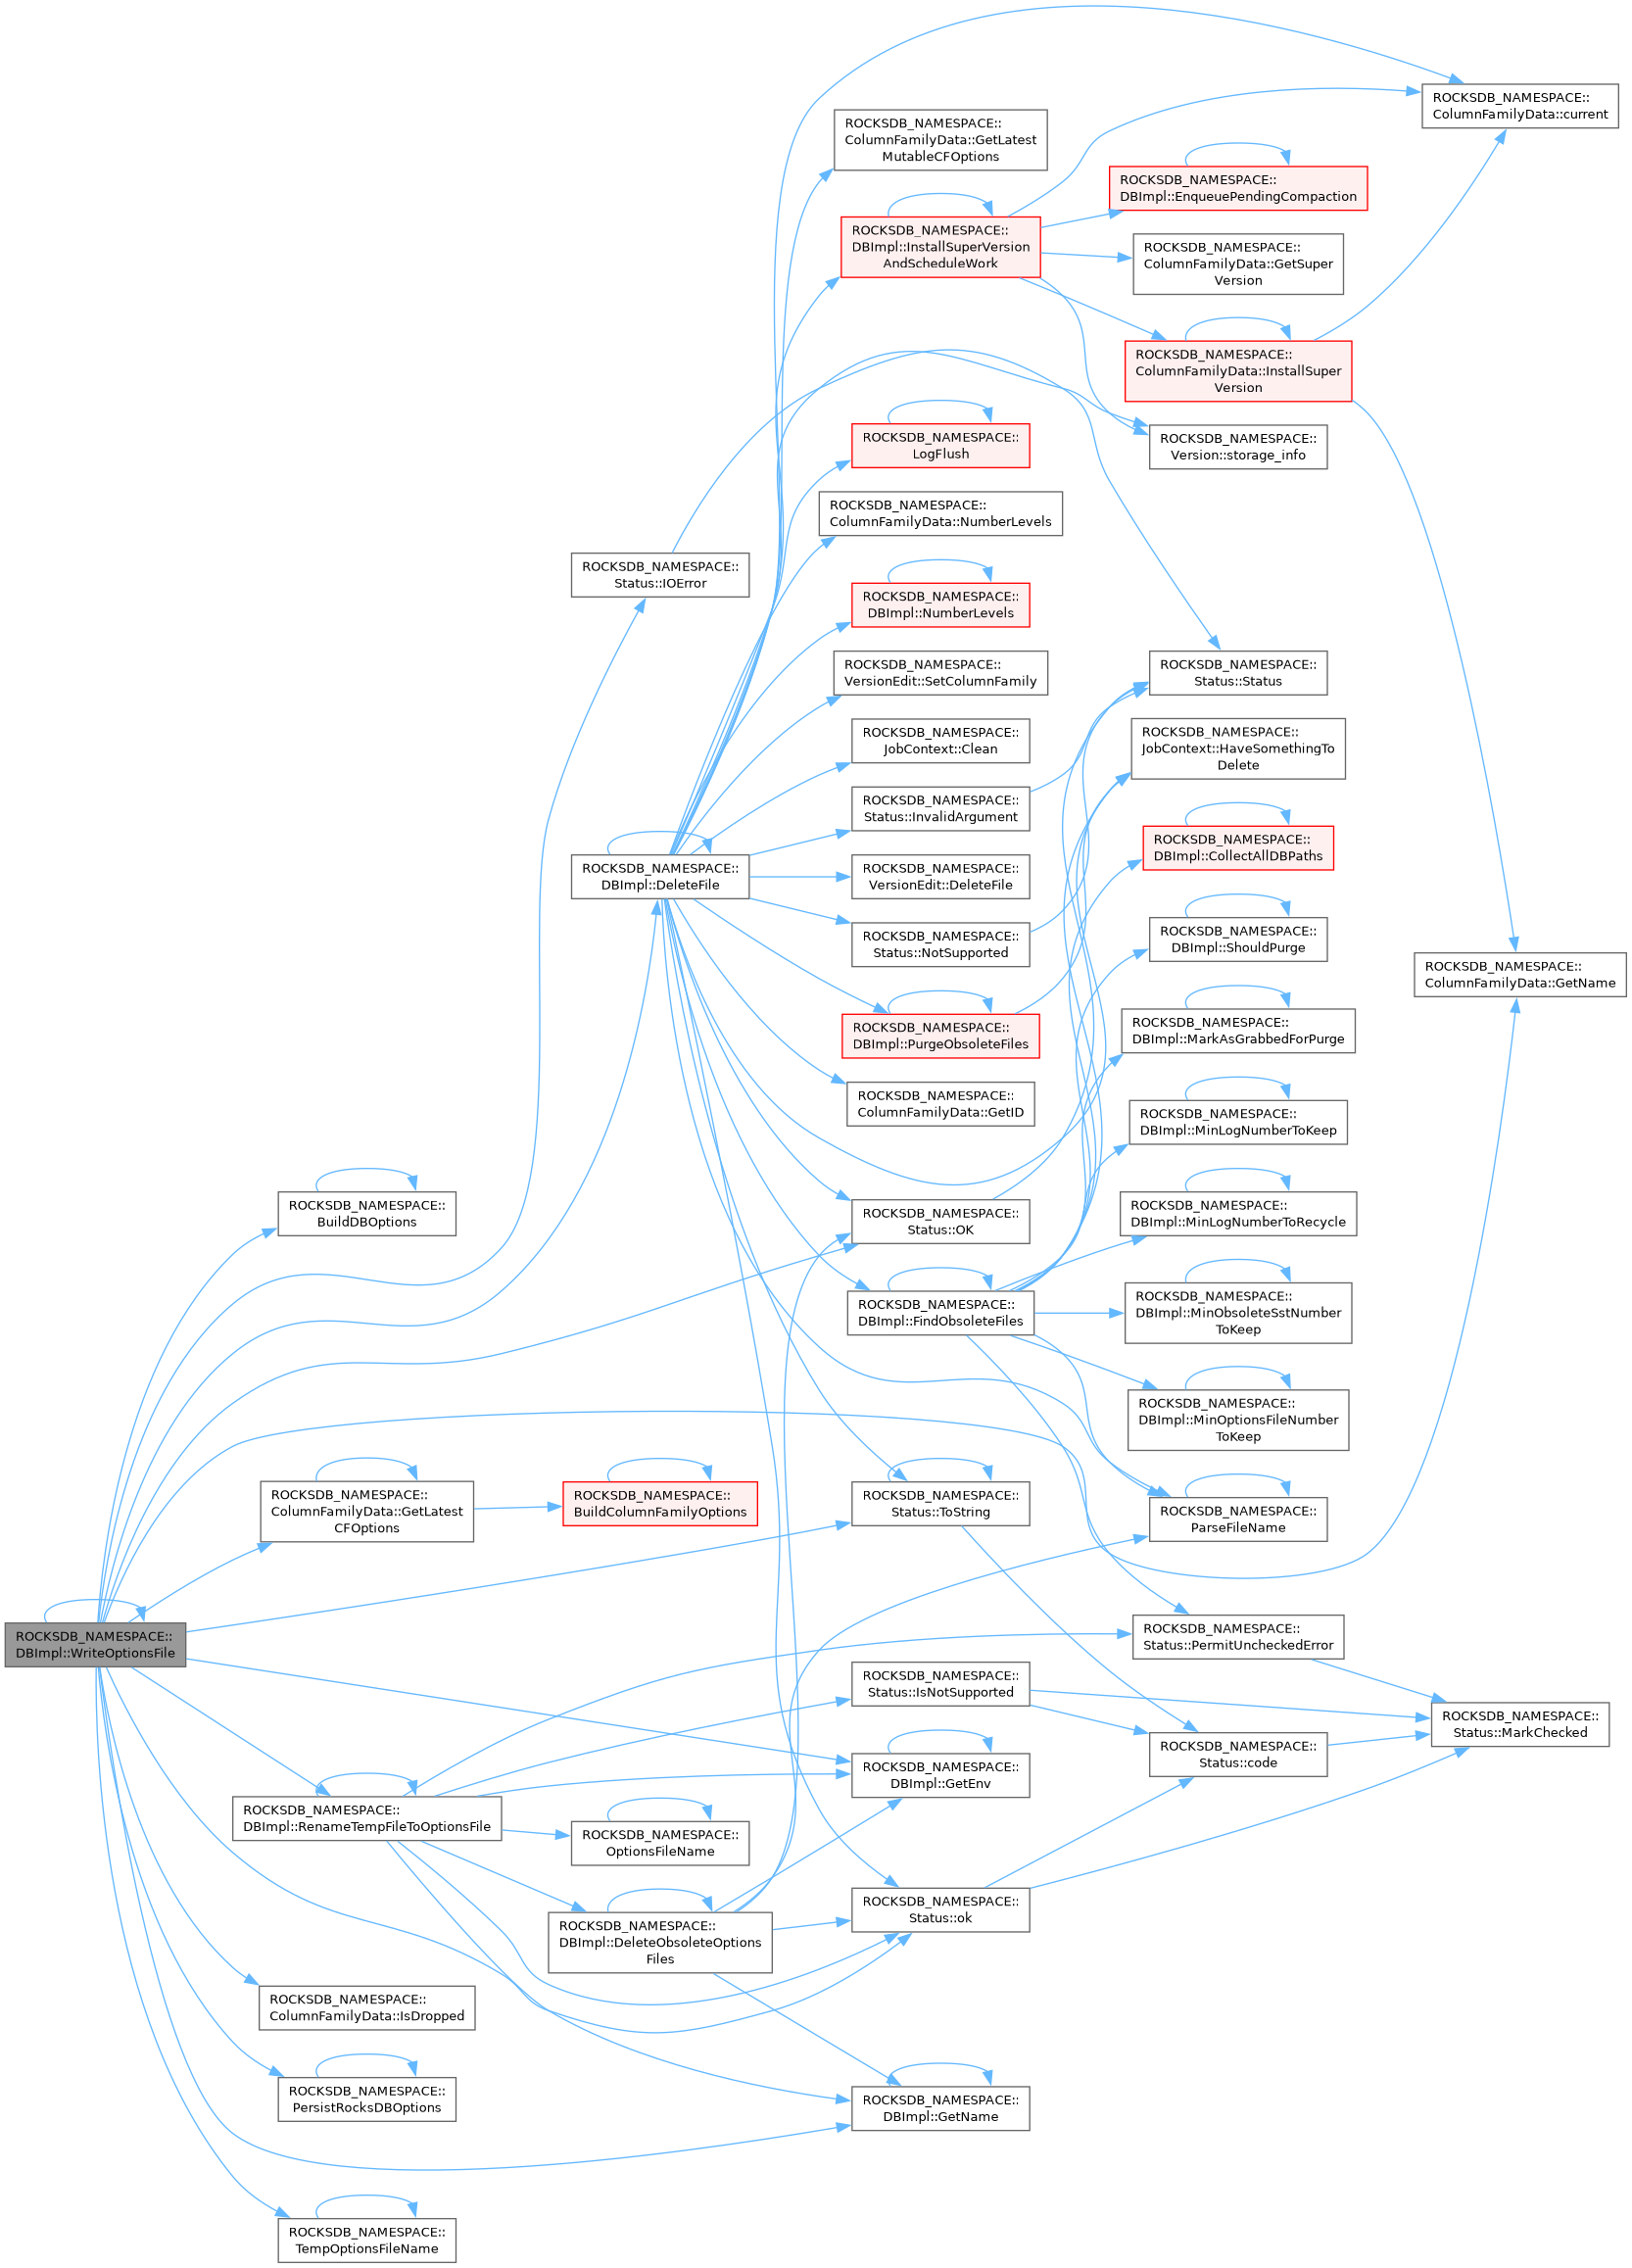 ROCKSDB_NAMESPACE::
ColumnFamilyData::current
ROCKSDB_NAMESPACE::
ColumnFamilyData::GetLatest
MutableCFOptions
ROCKSDB_NAMESPACE::
DBImpl::EnqueuePendingCompaction
ROCKSDB_NAMESPACE::
DBImpl::InstallSuperVersion
AndScheduleWork
ROCKSDB_NAMESPACE::
ColumnFamilyData::GetSuper
Version
ROCKSDB_NAMESPACE::
ColumnFamilyData::InstallSuper
Version
ROCKSDB_NAMESPACE::
LogFlush
ROCKSDB_NAMESPACE::
Version::storage_info
ROCKSDB_NAMESPACE::
ColumnFamilyData::NumberLevels
ROCKSDB_NAMESPACE::
Status::IOError
ROCKSDB_NAMESPACE::
DBImpl::NumberLevels
ROCKSDB_NAMESPACE::
VersionEdit::SetColumnFamily
ROCKSDB_NAMESPACE::
Status::Status
ROCKSDB_NAMESPACE::
JobContext::Clean
ROCKSDB_NAMESPACE::
JobContext::HaveSomethingTo
Delete
ROCKSDB_NAMESPACE::
Status::InvalidArgument
ROCKSDB_NAMESPACE::
DBImpl::CollectAllDBPaths
ROCKSDB_NAMESPACE::
DBImpl::DeleteFile
ROCKSDB_NAMESPACE::
VersionEdit::DeleteFile
ROCKSDB_NAMESPACE::
Status::NotSupported
ROCKSDB_NAMESPACE::
DBImpl::ShouldPurge
ROCKSDB_NAMESPACE::
ColumnFamilyData::GetName
ROCKSDB_NAMESPACE::
DBImpl::PurgeObsoleteFiles
ROCKSDB_NAMESPACE::
DBImpl::MarkAsGrabbedForPurge
ROCKSDB_NAMESPACE::
ColumnFamilyData::GetID
ROCKSDB_NAMESPACE::
DBImpl::MinLogNumberToKeep
ROCKSDB_NAMESPACE::
BuildDBOptions
ROCKSDB_NAMESPACE::
Status::OK
ROCKSDB_NAMESPACE::
DBImpl::MinLogNumberToRecycle
ROCKSDB_NAMESPACE::
DBImpl::FindObsoleteFiles
ROCKSDB_NAMESPACE::
DBImpl::MinObsoleteSstNumber
ToKeep
ROCKSDB_NAMESPACE::
DBImpl::MinOptionsFileNumber
ToKeep
ROCKSDB_NAMESPACE::
ColumnFamilyData::GetLatest
CFOptions
ROCKSDB_NAMESPACE::
BuildColumnFamilyOptions
ROCKSDB_NAMESPACE::
Status::ToString
ROCKSDB_NAMESPACE::
ParseFileName
ROCKSDB_NAMESPACE::
DBImpl::WriteOptionsFile
ROCKSDB_NAMESPACE::
Status::PermitUncheckedError
ROCKSDB_NAMESPACE::
Status::IsNotSupported
ROCKSDB_NAMESPACE::
Status::MarkChecked
ROCKSDB_NAMESPACE::
Status::code
ROCKSDB_NAMESPACE::
DBImpl::GetEnv
ROCKSDB_NAMESPACE::
DBImpl::RenameTempFileToOptionsFile
ROCKSDB_NAMESPACE::
OptionsFileName
ROCKSDB_NAMESPACE::
Status::ok
ROCKSDB_NAMESPACE::
DBImpl::DeleteObsoleteOptions
Files
ROCKSDB_NAMESPACE::
ColumnFamilyData::IsDropped
ROCKSDB_NAMESPACE::
PersistRocksDBOptions
ROCKSDB_NAMESPACE::
DBImpl::GetName
ROCKSDB_NAMESPACE::
TempOptionsFileName